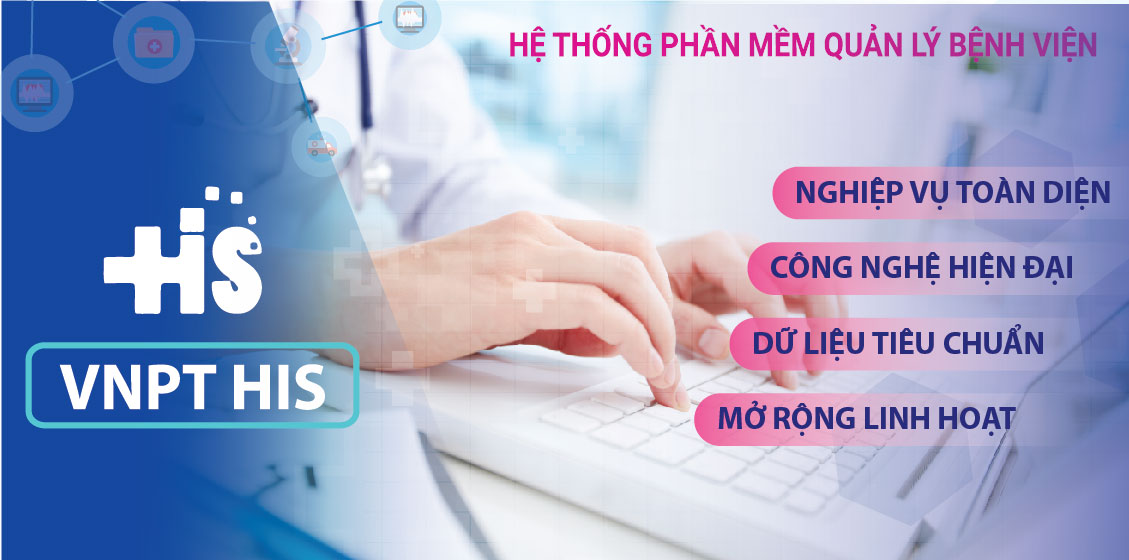 HỆ THỐNG PHẦN MỀM QUẢN LÝ BỆNH VIỆN
NGHIỆP VỤ TOÀN DIỆN
CÔNG NGHỆ HIỆN ĐẠI
DỮ LIỆU TIÊU CHUẨN
MỞ RỘNG LINH HOẠT
HIS
VNPT HIS